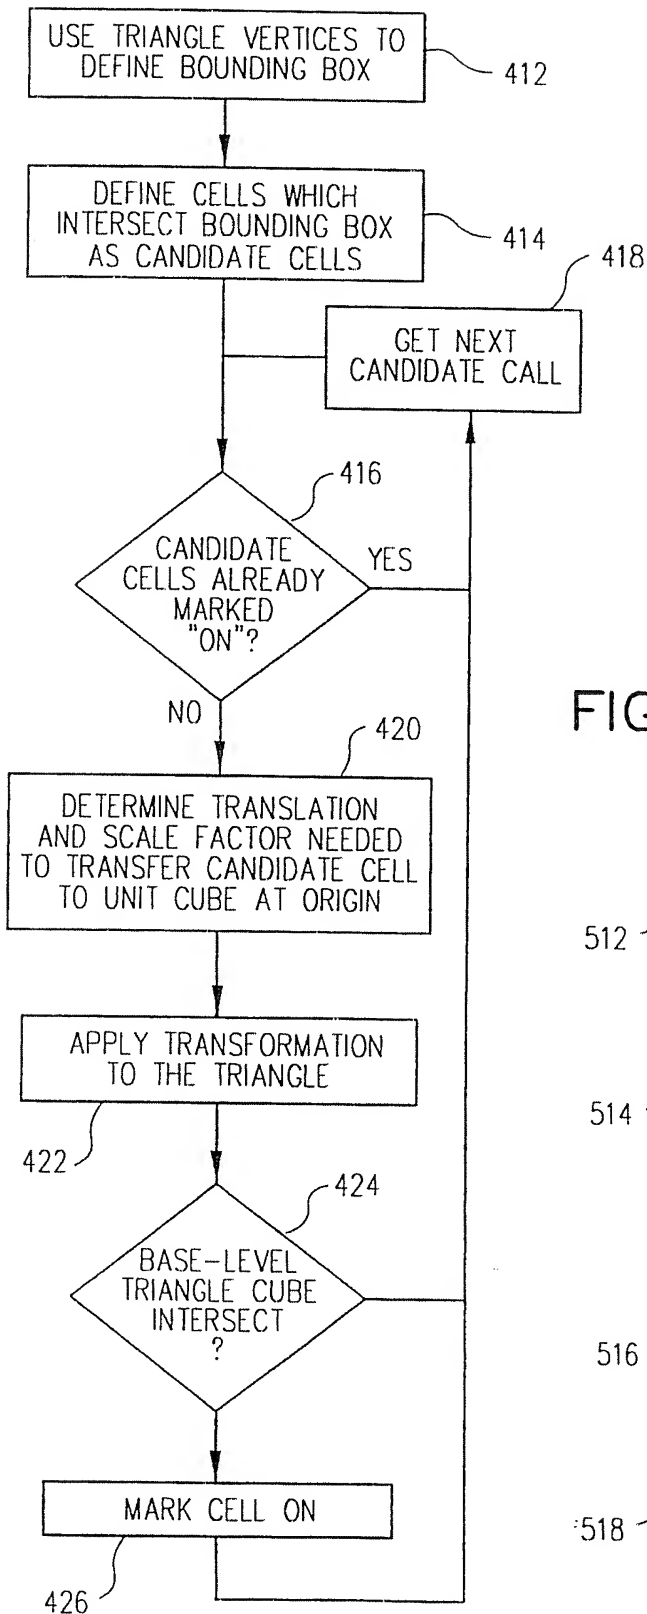 USE TRIANGLE VERTICES TO
DEFINE BOUNDING BOX
412
DEFINE CELLS WHICH
INTERSECT BOUNDING BOX
AS CANDIDATE CELLS
414
418
GET NEXT
CANDIDATE CALL
416
CANDIDATE
CELLS ALREADY
MARKED
"ON"?
YES
NO
FIG
420
DETERMINE TRANSLATION
AND SCALE FACTOR NEEDED
TO TRANSFER CANDIDATE CELL
TO UNIT CUBE AT ORIGIN
512
APPLY TRANSFORMATION
TO THE TRIANGLE
514
422
424
BASE-LEVEL
TRIANGLE CUBE
INTERSECT
?
516
MARK CELL ON
518
426